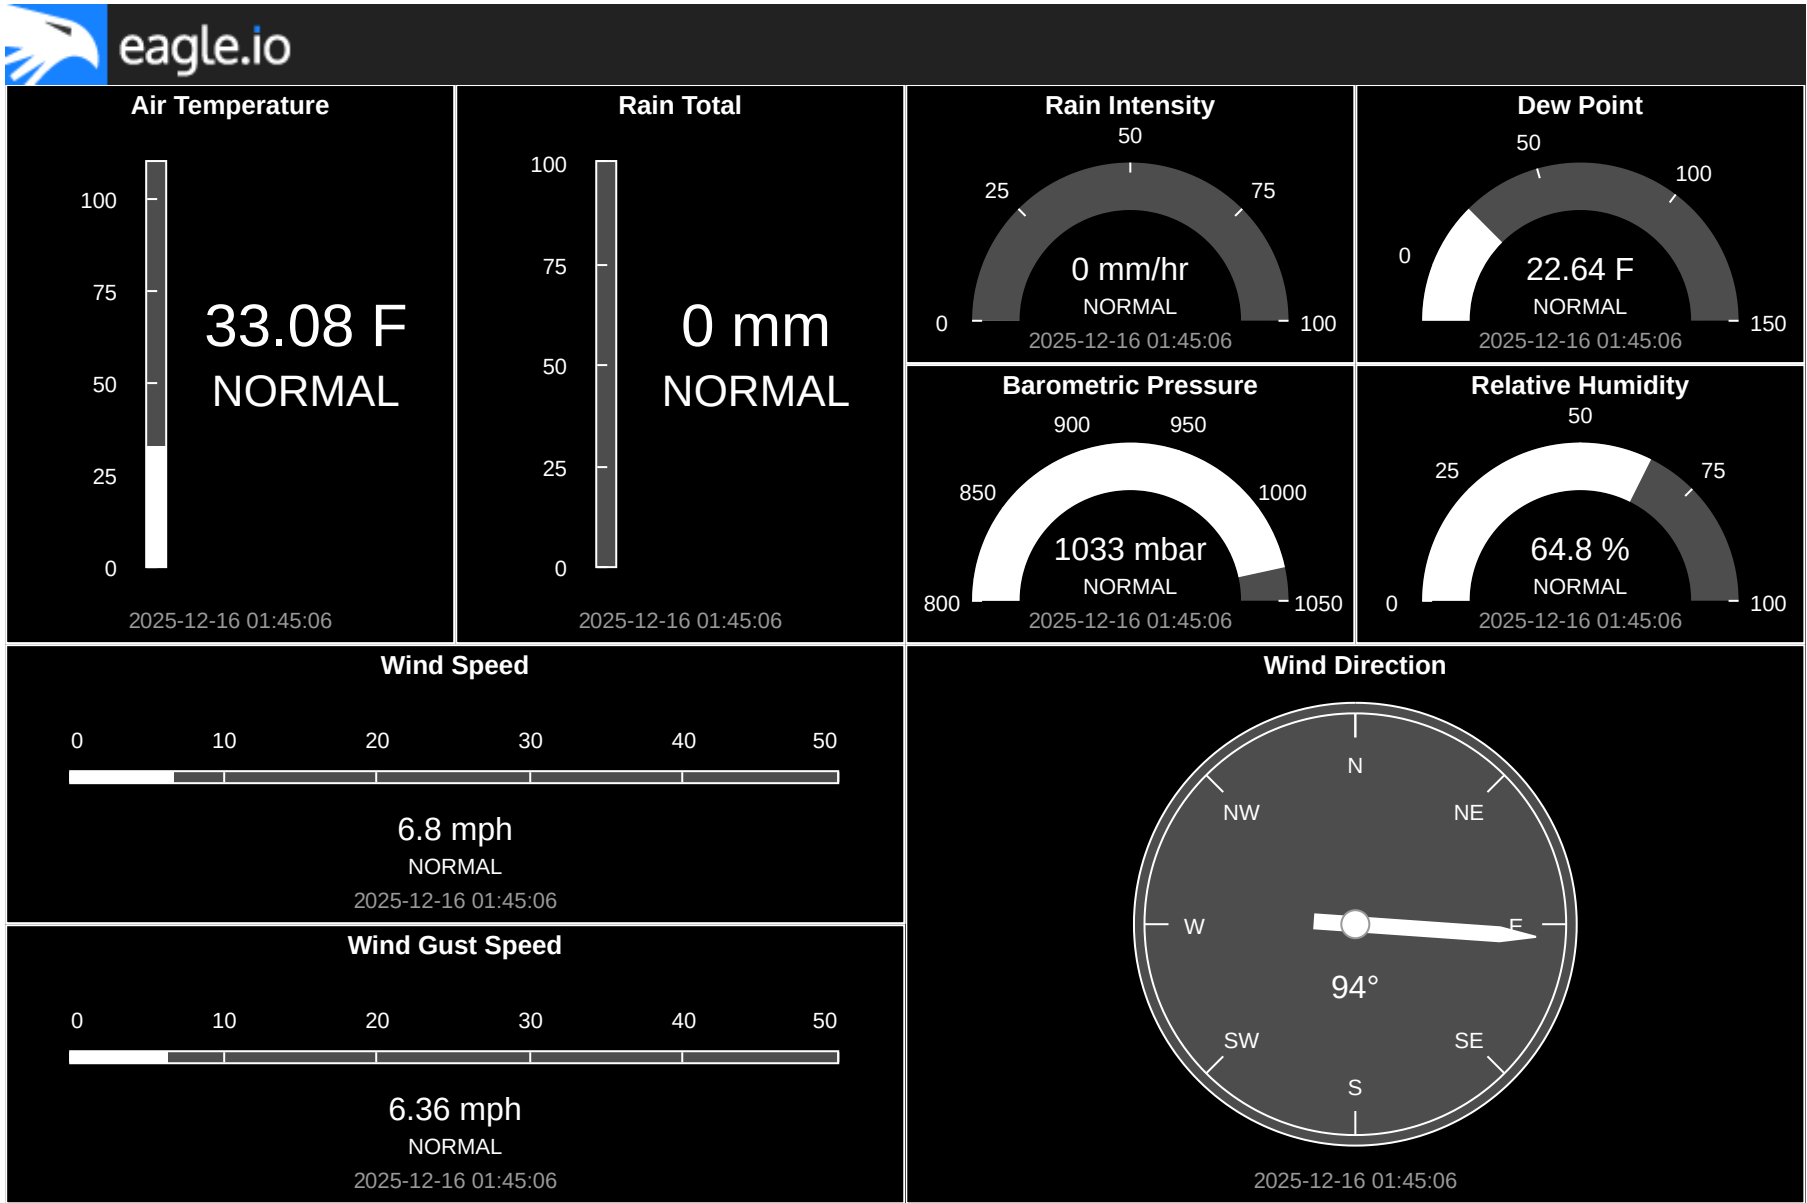 eagle.io
Air Temperature
100
75
50
25
0
33.08 F
NORMAL
2025-12-16 01:45:06
Rain Total
100
75
50
25
0
0 mm
NORMAL
2025-12-16 01:45:06
Rain Intensity
50
25
75
0
100
0 mm/hr
NORMAL
2025-12-16 01:45:06
Dew Point
50
100
0
150
22.64 F
NORMAL
2025-12-16 01:45:06
Barometric Pressure
900
950
850
1000
800
1050
1033 mbar
NORMAL
2025-12-16 01:45:06
Relative Humidity
50
25
75
0
100
64.8 %
NORMAL
2025-12-16 01:45:06
Wind Speed
0 10 20 30 40 50
6.8 mph
NORMAL
2025-12-16 01:45:06
Wind Gust Speed
0 10 20 30 40 50
6.36 mph
NORMAL
2025-12-16 01:45:06
Wind Direction
N
NW NE
W E
94°
SW SE
S
2025-12-16 01:45:06